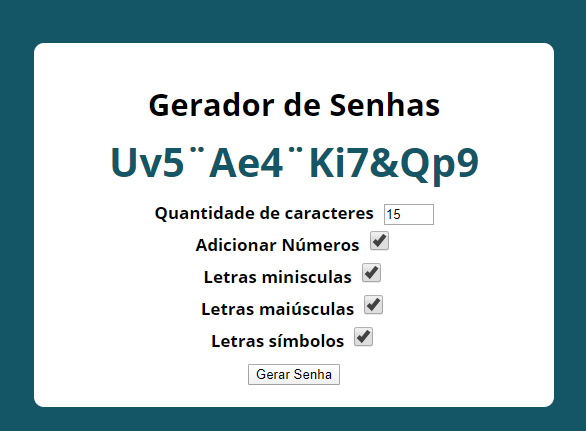 Gerador de Senhas
Uv5¨Ae4¨Ki7&Qp9
Quantidade de caracteres 15
Adicionar Números
Letras minisculas
Letras maiúsculas
Letras símbolos
Gerar Senha